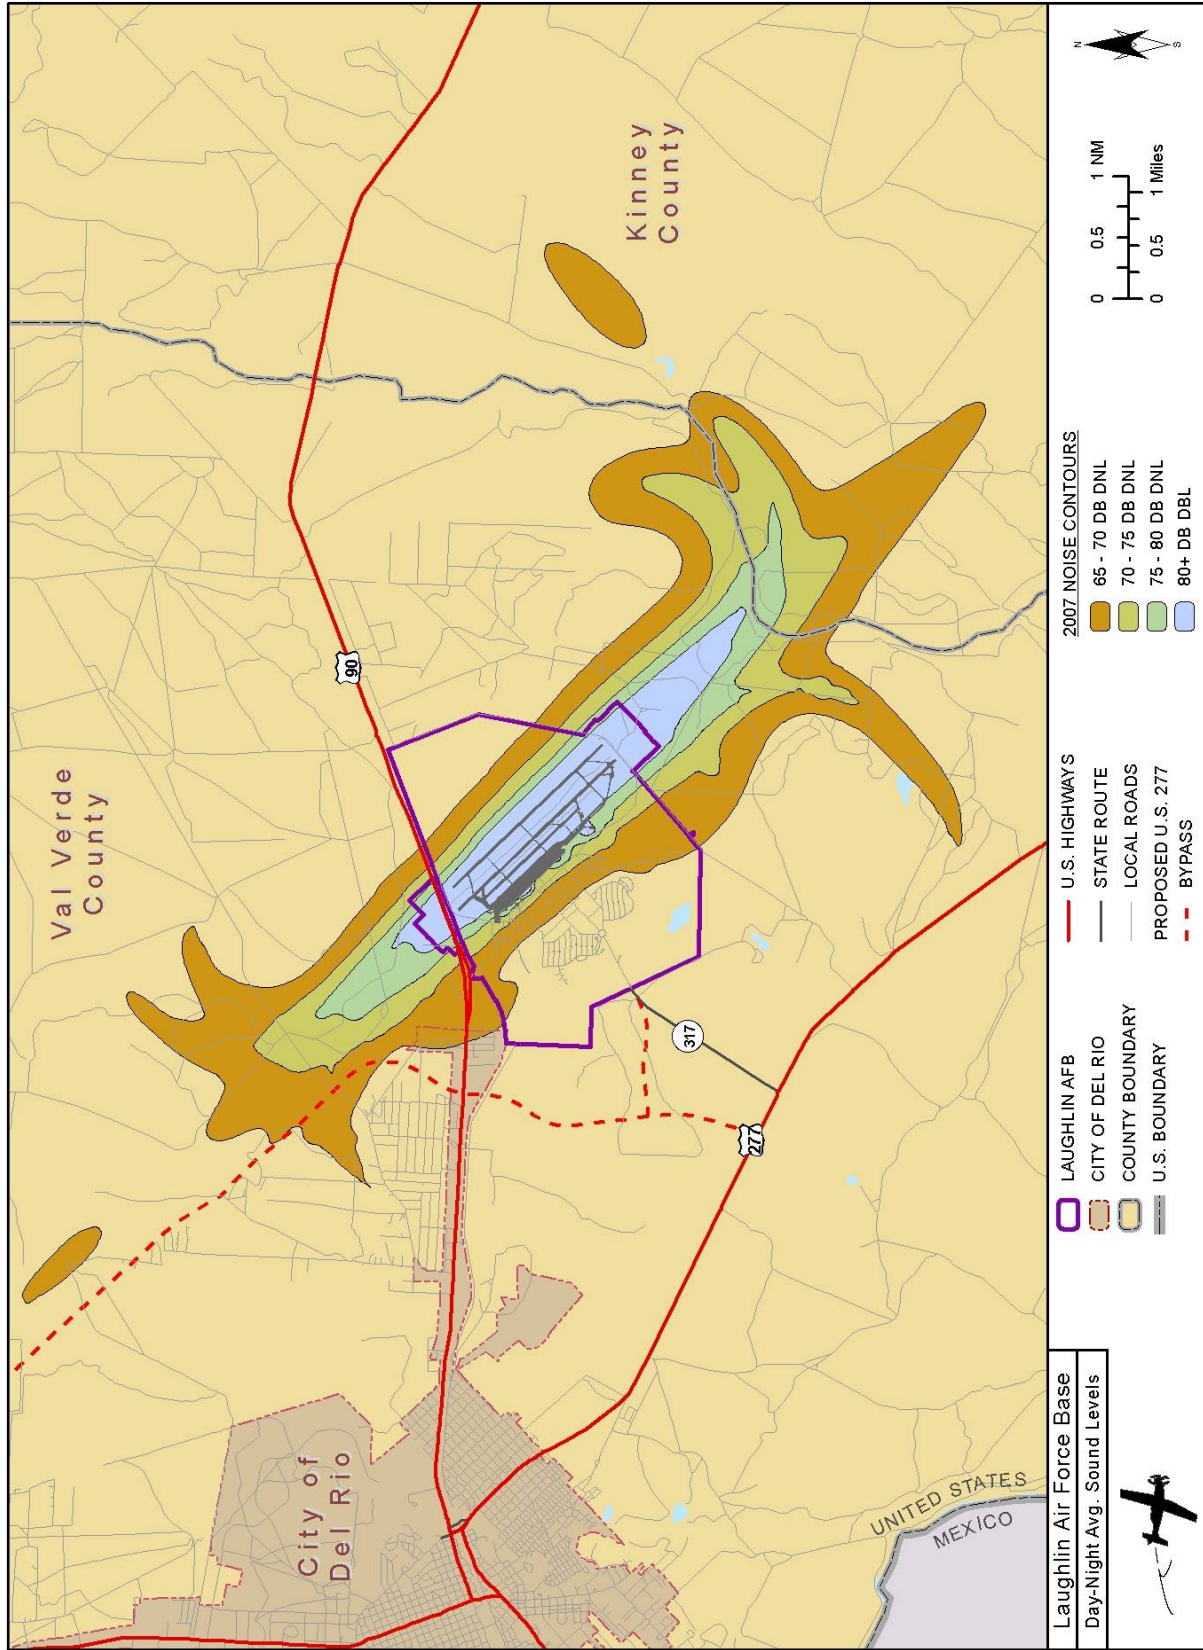 Val Verde
County
Kinney
County
City of
Del Rio
90
277
317
UNITED STATES
MEXICO
Laughlin Air Force Base
Day-Night Avg. Sound Levels
LAUGHLIN AFB
CITY OF DEL RIO
COUNTY BOUNDARY
U.S. BOUNDARY
U.S. HIGHWAYS
STATE ROUTE
LOCAL ROADS
PROPOSED U.S. 277
BYPASS
2007 NOISE CONTOURS
65 - 70 DB DNL
70 - 75 DB DNL
75 - 80 DB DNL
80+ DB DBL
0 0.5 1 NM
0 0.5 1 Miles
N
S